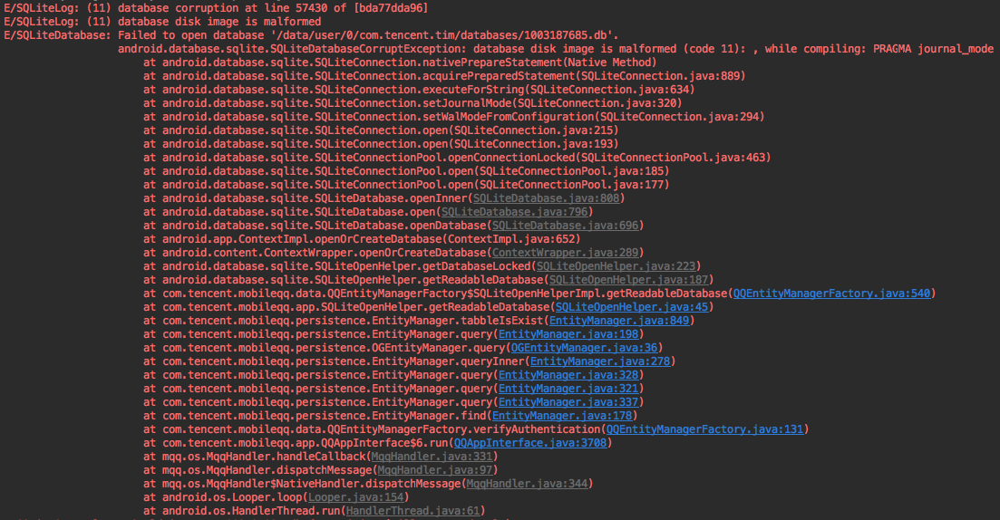 E/SQLiteLog: (11) database corruption at line 57430 of [bda77dda96]
E/SQLiteLog: (11) database disk image is malformed
E/SQLiteDatabase: Failed to open database '/data/user/0/com.tencent.tim/databases/1003187685.db'.
android.database.sqlite.SQLiteDatabaseCorruptException: database disk image is malformed (code 11): , while compiling: PRAGMA journal_mode
at android.database.sqlite.SQLiteConnection.nativePrepareStatement(Native Method)
at android.database.sqlite.SQLiteConnection.acquirePreparedStatement(SQLiteConnection.java:889)
at android.database.sqlite.SQLiteConnection.executeForString(SQLiteConnection.java:634)
at android.database.sqlite.SQLiteConnection.setJournalMode(SQLiteConnection.java:320)
at android.database.sqlite.SQLiteConnection.setWalModeFromConfiguration(SQLiteConnection.java:294)
at android.database.sqlite.SQLiteConnection.open(SQLiteConnection.java:215)
at android.database.sqlite.SQLiteConnection.open(SQLiteConnection.java:193)
at android.database.sqlite.SQLiteConnectionPool.openConnectionLocked(SQLiteConnectionPool.java:463)
at android.database.sqlite.SQLiteConnectionPool.open(SQLiteConnectionPool.java:185)
at android.database.sqlite.SQLiteConnectionPool.open(SQLiteConnectionPool.java:177)
at android.database.sqlite.SQLiteDatabase.openInner(SQLiteDatabase.java:808)
at android.database.sqlite.SQLiteDatabase.open(SQLiteDatabase.java:796)
at android.database.sqlite.SQLiteDatabase.openDatabase(SQLiteDatabase.java:696)
at android.app.ContextImpl.openOrCreateDatabase(ContextImpl.java:652)
at android.content.ContextWrapper.openOrCreateDatabase(ContextWrapper.java:289)
at android.database.sqlite.SQLiteOpenHelper.getDatabaseLocked(SQLiteOpenHelper.java:223)
at android.database.sqlite.SQLiteOpenHelper.getReadableDatabase(SQLiteOpenHelper.java:187)
at com.tencent.mobileqq.data.QQEntityManagerFactory$SQLiteOpenHelperImpl.getReadableDatabase(QQEntityManagerFactory.java:540)
at com.tencent.mobileqq.app.SQLiteOpenHelper.getReadableDatabase(SQLiteOpenHelper.java:45)
at com.tencent.mobileqq.persistence.EntityManager.tabbleIsExist(EntityManager.java:849)
at com.tencent.mobileqq.persistence.EntityManager.query(EntityManager.java:198)
at com.tencent.mobileqq.persistence.OGEntityManager.query(OGEntityManager.java:36)
at com.tencent.mobileqq.persistence.EntityManager.queryInner(EntityManager.java:278)
at com.tencent.mobileqq.persistence.EntityManager.query(EntityManager.java:328)
at com.tencent.mobileqq.persistence.EntityManager.query(EntityManager.java:321)
at com.tencent.mobileqq.persistence.EntityManager.query(EntityManager.java:337)
at com.tencent.mobileqq.persistence.EntityManager.find(EntityManager.java:178)
at com.tencent.mobileqq.data.QQEntityManagerFactory.verifyAuthentication(QQEntityManagerFactory.java:131)
at com.tencent.mobileqq.app.QQAppInterface$6.run(QQAppInterface.java:3708)
at mqq.os.MqqHandler.handleCallback(MqqHandler.java:331)
at mqq.os.MqqHandler.dispatchMessage(MqqHandler.java:97)
at mqq.os.MqqHandler$NativeHandler.dispatchMessage(MqqHandler.java:344)
at android.os.Looper.loop(Looper.java:154)
at android.os.HandlerThread.run(HandlerThread.java:61)